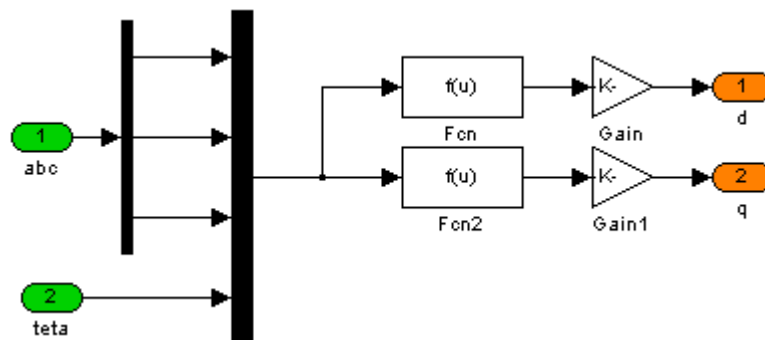 1
abc
2
teta
f(u)
Fcn
K-
Gain
1
d
f(u)
Fcn2
K-
Gain1
2
q